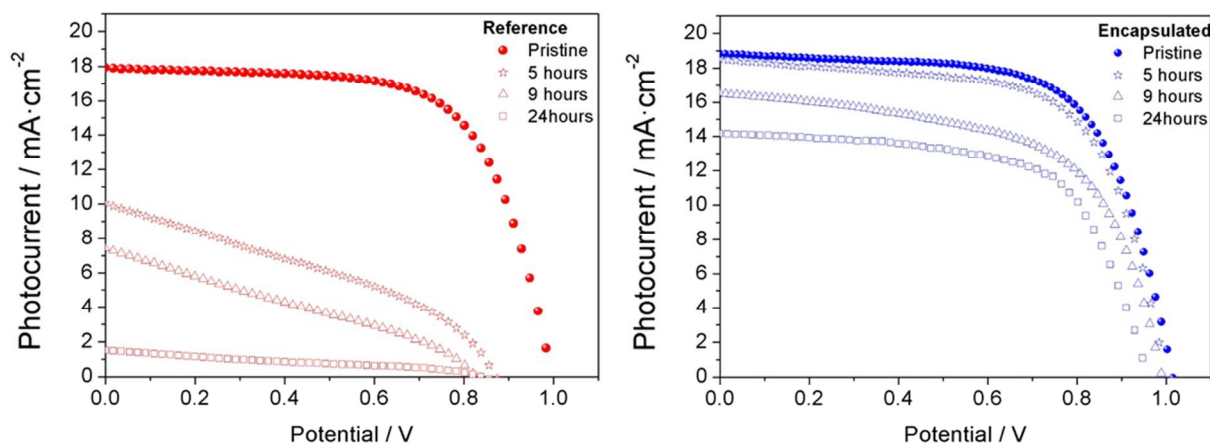 Reference
Pristine
5 hours
9 hours
24hours
20
18
16
14
12
10
8
6
4
2
0
0.0 0.2 0.4 0.6 0.8 1.0
Photocurrent / mA·cm⁻²
Potential / V
Encapsulated
Pristine
5 hours
9 hours
24hours
20
18
16
14
12
10
8
6
4
2
0
0.0 0.2 0.4 0.6 0.8 1.0
Photocurrent / mA·cm⁻²
Potential / V